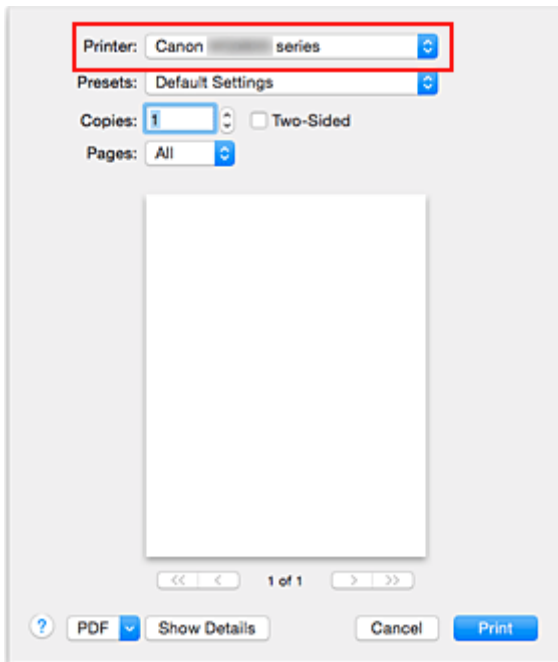 Printer: Canon series
Presets: Default Settings
Copies: 1 Two-Sided
Pages: All
<< < 1 of 1 > >>
? PDF Show Details Cancel Print